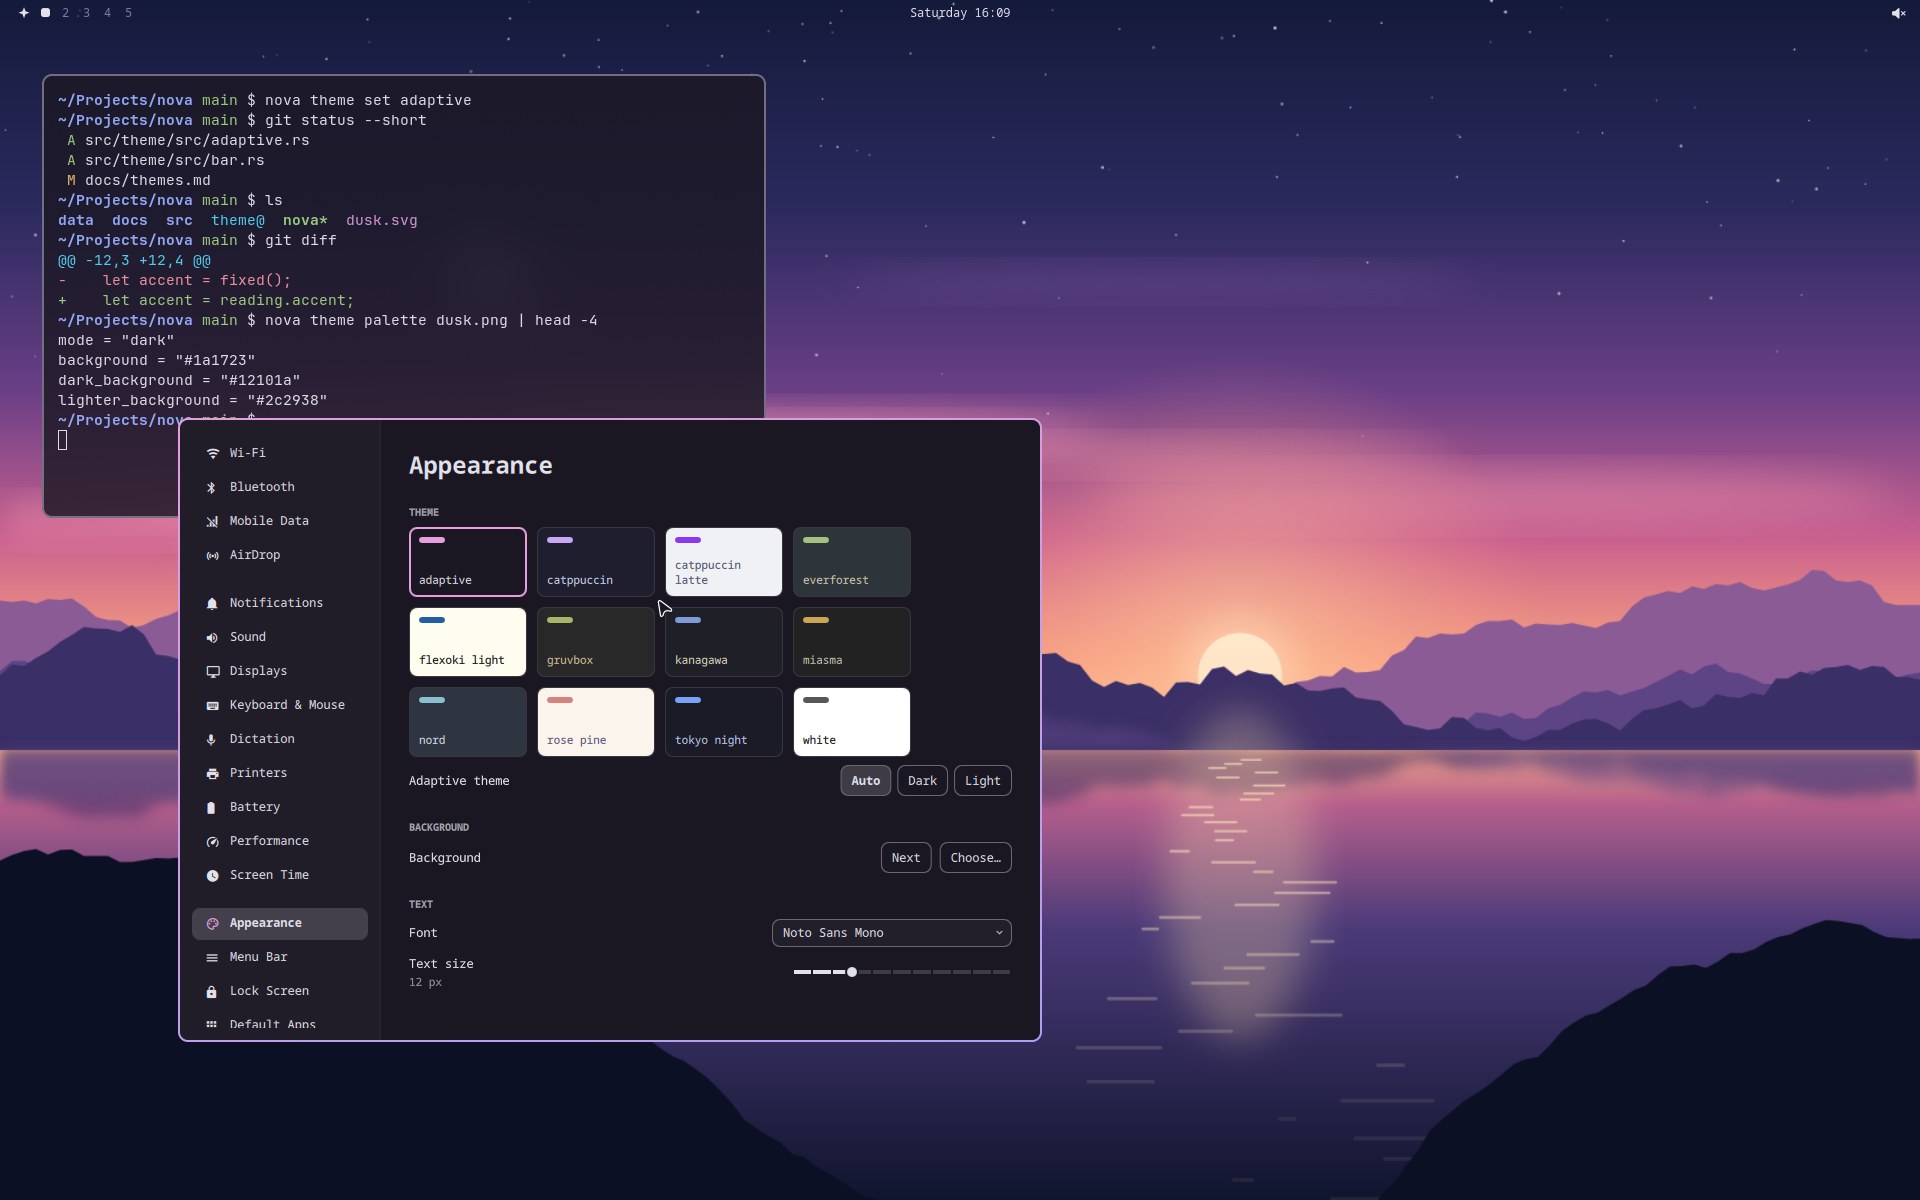 2 3 4 5
Saturday 16:09
~/Projects/nova main $ nova theme set adaptive
~/Projects/nova main $ git status --short
A src/theme/src/adaptive.rs
A src/theme/src/bar.rs
M docs/themes.md
~/Projects/nova main $ ls
data docs src theme@ nova* dusk.svg
~/Projects/nova main $ git diff
@@ -12,3 +12,4 @@
-    let accent = fixed();
+    let accent = reading.accent;
~/Projects/nova main $ nova theme palette dusk.png | head -4
mode = "dark"
background = "#1a1723"
dark_background = "#12101a"
lighter_background = "#2c2938"
~/Projects/nova main $
Wi-Fi
Bluetooth
Mobile Data
AirDrop
Notifications
Sound
Displays
Keyboard & Mouse
Dictation
Printers
Battery
Performance
Screen Time
Appearance
Menu Bar
Lock Screen
Default Apps
Appearance
THEME
adaptive
catppuccin
catppuccin
latte
everforest
flexoki light
gruvbox
kanagawa
miasma
nord
rose pine
tokyo night
white
Adaptive theme
Auto
Dark
Light
BACKGROUND
Background
Next
Choose…
TEXT
Font
Noto Sans Mono
Text size
12 px